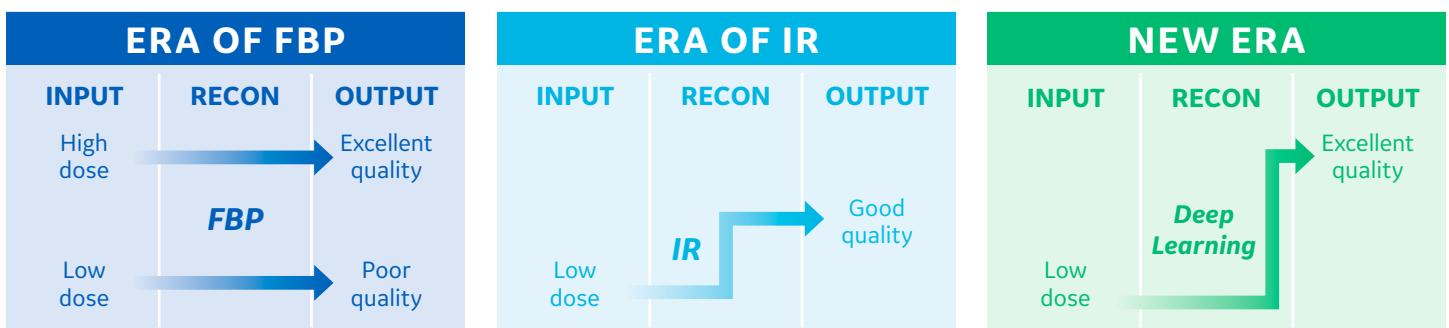 ERA OF FBP
INPUT RECON OUTPUT
High
dose
Excellent
quality
FBP
Low
dose
Poor
quality
ERA OF IR
INPUT RECON OUTPUT
Good
quality
IR
Low
dose
NEW ERA
INPUT RECON OUTPUT
Excellent
quality
Deep
Learning
Low
dose